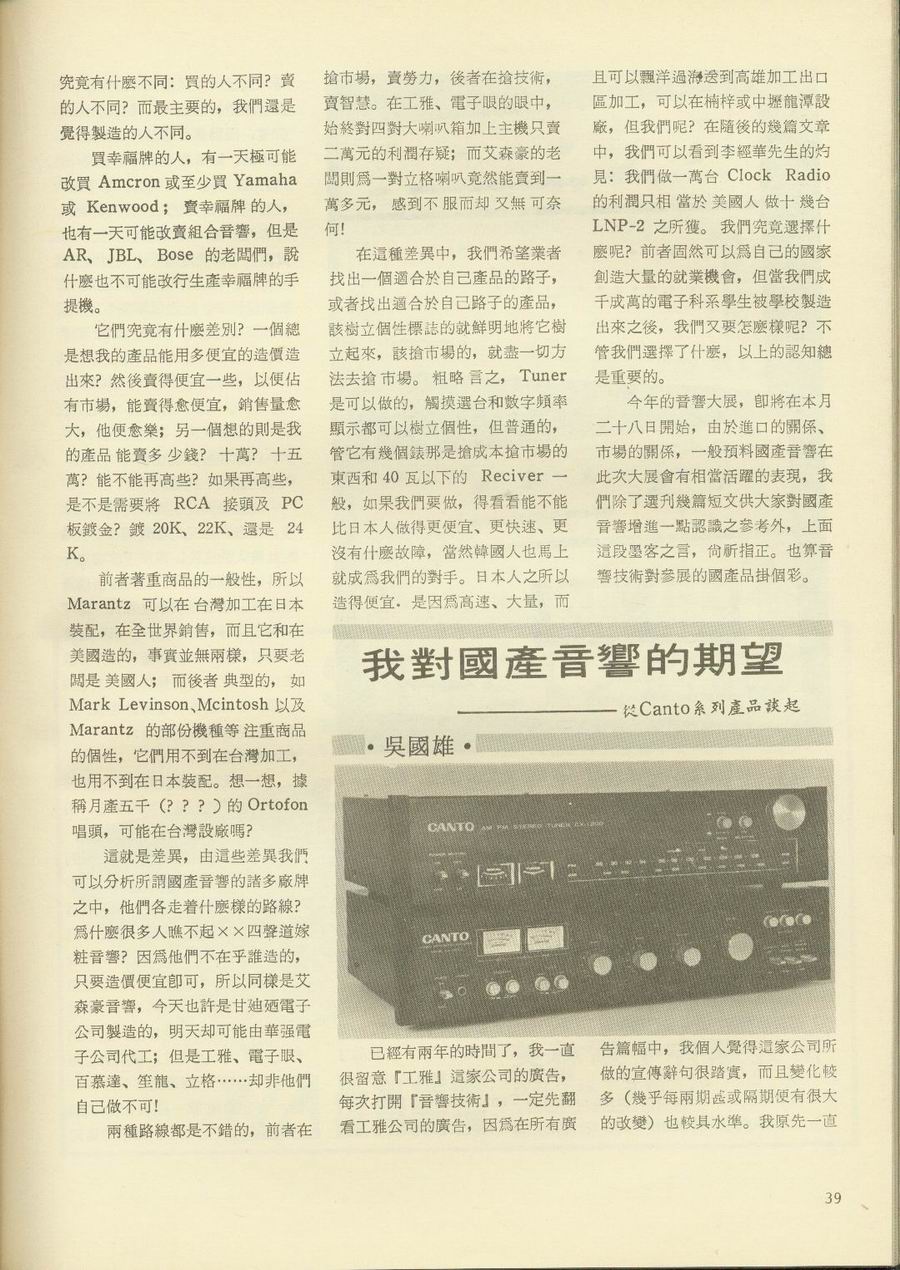 究竟有什麽不同：買的人不同？賣
的人不同？而最主要的，我們還是
覺得製造的人不同。
買幸福牌的人，有一天極可能
改買 Amcron 或至少買 Yamaha
或 Kenwood；賣幸福牌的人，
也有一天可能改賣組合音響，但是
AR、JBL、Bose 的老闆們，說
什麽也不可能改行生產幸福牌的手
提機。
它們究竟有什麽差別？一個總
是想我的產品能用多便宜的造價造
出來？然後賣得便宜一些，以便佔
有市場，能賣得愈便宜，銷售量愈
大，他便愈樂；另一個想的則是我
的產品能賣多少錢？十萬？十五
萬？能不能再高些？如果再高些，
是不是需要將 RCA 接頭及 PC
板鍍金？鍍 20K、22K、還是 24
K。
前者著重商品的一般性，所以
Marantz 可以在台灣加工在日本
裝配，在全世界銷售，而且它和在
美國造的，事實並無兩樣，只要老
闆是美國人；而後者典型的，如
Mark Levinson、Mcintosh 以及
Marantz 的部份機種等注重商品
的個性，它們用不到在台灣加工，
也用不到在日本裝配。想一想，據
稱月產五千（？？？）的 Ortofon
唱頭，可能在台灣設廠嗎？
這就是差異，由這些差異我們
可以分析所謂國產音響的諸多廠牌
之中，他們各走着什麽樣的路線？
爲什麽很多人瞧不起××四聲道嫁
粧音響？因爲他們不在乎誰造的，
只要造價便宜卽可，所以同樣是艾
森豪音響，今天也許是甘廸廼電子
公司製造的，明天却可能由華强電
子公司代工；但是工雅、電子眼、
百慕達、笙龍、立格……却非他們
自己做不可！
兩種路線都是不錯的，前者在
搶市場，賣勞力，後者在搶技術，
賣智慧。在工雅、電子眼的眼中，
始終對四對大喇叭箱加上主機只賣
二萬元的利潤存疑；而艾森豪的老
闆則爲一對立格喇叭竟然能賣到一
萬多元，感到不服而却又無可奈
何！
在這種差異中，我們希望業者
找出一個適合於自己產品的路子，
或者找出適合於自己路子的產品，
該樹立個性標誌的就鮮明地將它樹
立起來，該搶市場的，就盡一切方
法去搶市場。粗略言之，Tuner
是可以做的，觸摸選台和數字頻率
顯示都可以樹立個性，但普通的，
管它有幾個錶那是搶成本搶市場的
東西和 40 瓦以下的 Reciver 一
般，如果我們要做，得看看能不能
比日本人做得更便宜、更快速、更
沒有什麽故障，當然韓國人也馬上
就成爲我們的對手。日本人之所以
造得便宜．是因爲高速、大量，而
且可以飄洋過海送到高雄加工出口
區加工，可以在楠梓或中壢龍潭設
廠，但我們呢？在隨後的幾篇文章
中，我們可以看到李經華先生的灼
見：我們做一萬台 Clock Radio
的利潤只相當於美國人做十幾台
LNP-2 之所獲。我們究竟選擇什
麽呢？前者固然可以爲自己的國家
創造大量的就業機會，但當我們成
千成萬的電子科系學生被學校製造
出來之後，我們又要怎麽樣呢？不
管我們選擇了什麽，以上的認知總
是重要的。
今年的音響大展，卽將在本月
二十八日開始，由於進口的關係、
市場的關係，一般預料國產音響在
此次大展會有相當活躍的表現，我
們除了選刋幾篇短文供大家對國產
音響增進一點認識之參考外，上面
這段墨客之言，尙祈指正。也算音
響技術對參展的國產品掛個彩。
我對國產音響的期望
——從Canto系列產品談起
•吳國雄•
CANTO AM FM STEREO TUNER
CANTO
已經有兩年的時間了，我一直
很留意『工雅』這家公司的廣告，
每次打開『音響技術』，一定先翻
看工雅公司的廣告，因爲在所有廣
告篇幅中，我個人覺得這家公司所
做的宣傳辭句很踏實，而且變化較
多（幾乎每兩期甚或隔期便有很大
的改變）也較具水準。我原先一直
39